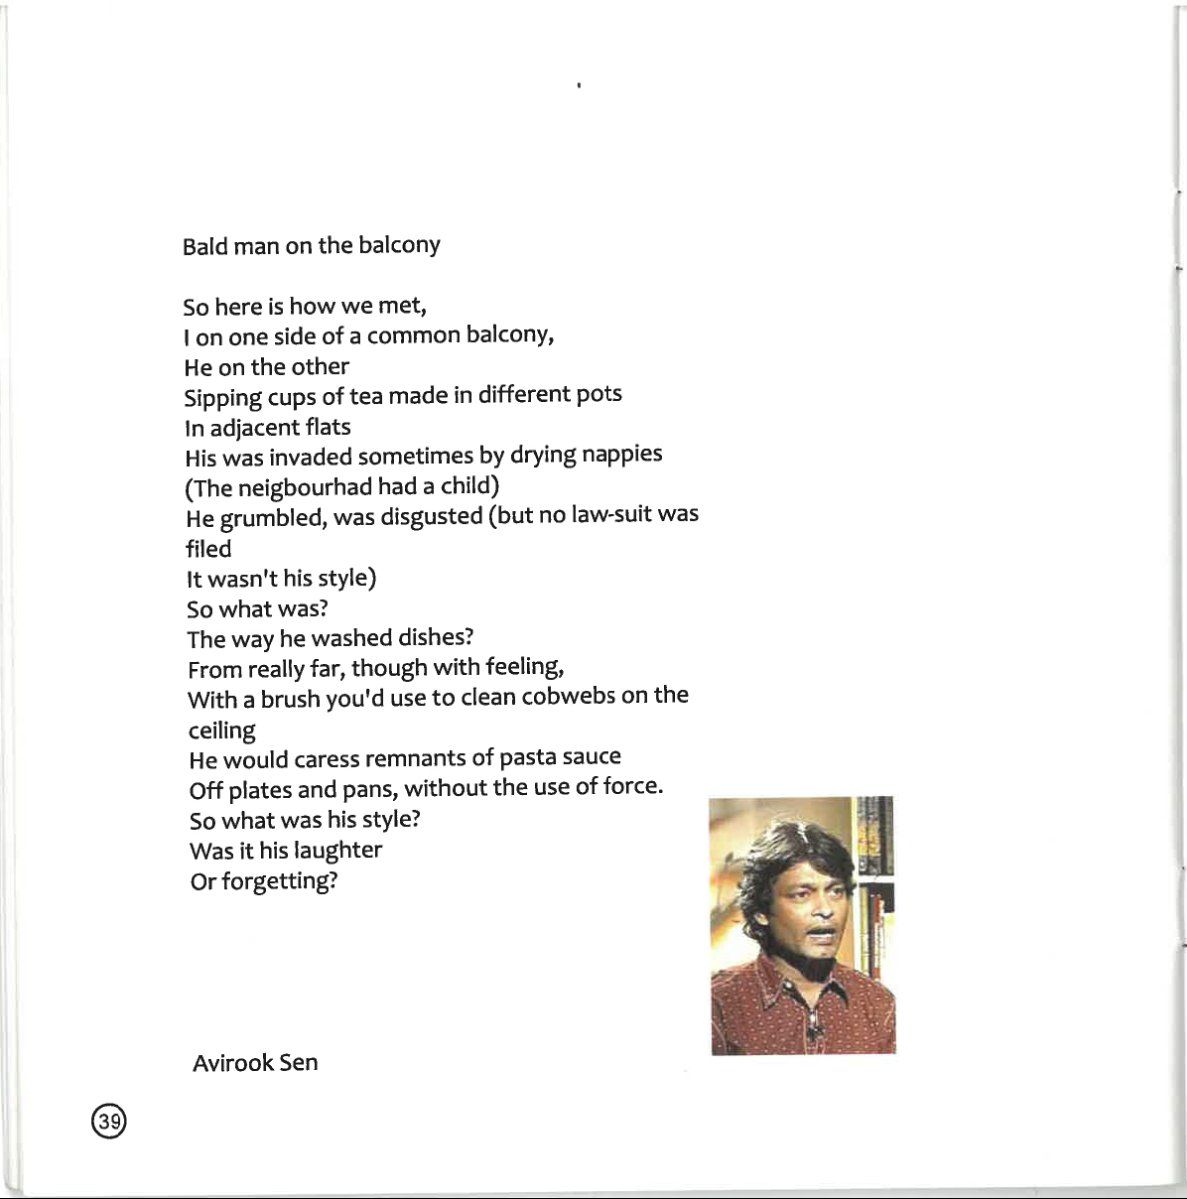 Bald man on the balcony
So here is how we met,
I on one side of a common balcony,
He on the other
Sipping cups of tea made in different pots
In adjacent flats
His was invaded sometimes by drying nappies
(The neigbourhad had a child)
He grumbled, was disgusted (but no law-suit was
filed
It wasn't his style)
So what was?
The way he washed dishes?
From really far, though with feeling,
With a brush you'd use to clean cobwebs on the
ceiling
He would caress remnants of pasta sauce
Off plates and pans, without the use of force.
So what was his style?
Was it his laughter
Or forgetting?
Avirook Sen
39